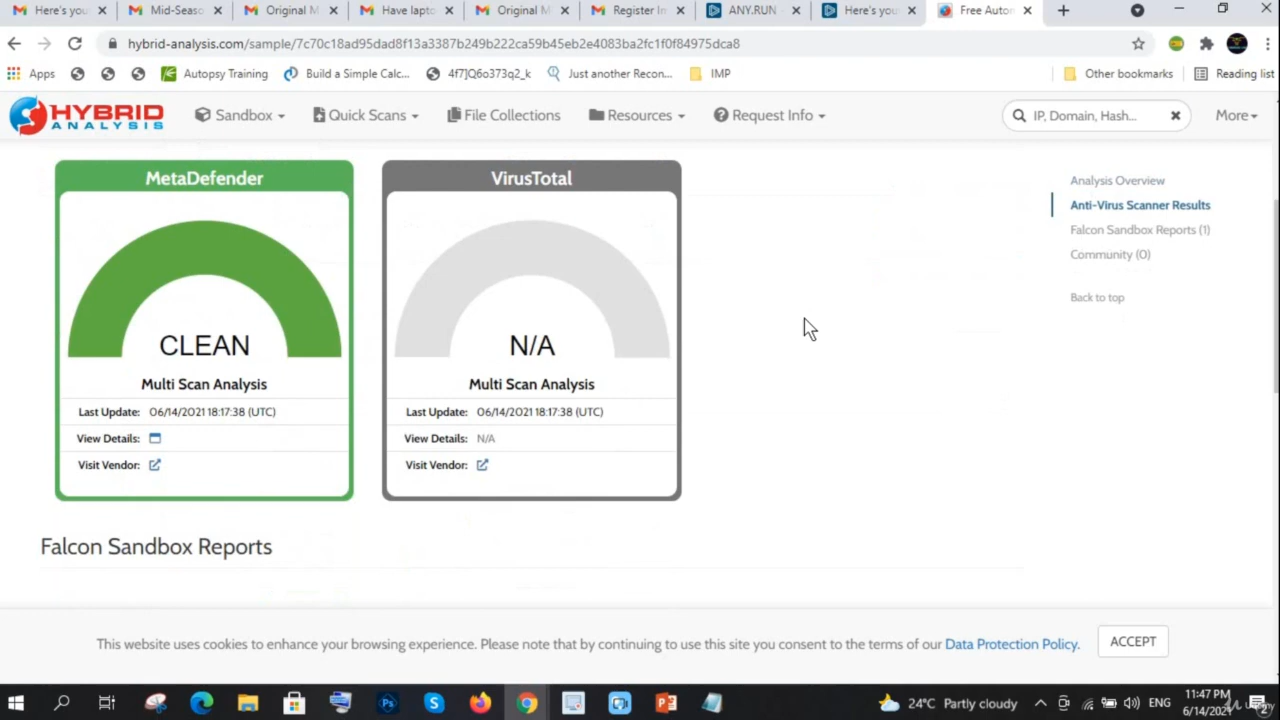 Here's you
Mid-Seaso
Original M
Have lapto
Original M
Register Im
ANY.RUN -
Here's you
Free Auton
hybrid-analysis.com/sample/7c70c18ad95dad8f13a3387b249b222ca59b45eb2e4083ba2fc1f0f84975dca8
Apps
Autopsy Training
Build a Simple Calc...
4f7]Q6o373q2_k
Just another Recon...
IMP
Other bookmarks
Reading list
HYBRID
ANALYSIS
Sandbox
Quick Scans
File Collections
Resources
Request Info
IP, Domain, Hash...
More
MetaDefender
CLEAN
Multi Scan Analysis
Last Update: 06/14/2021 18:17:38 (UTC)
View Details:
Visit Vendor:
VirusTotal
N/A
Multi Scan Analysis
Last Update: 06/14/2021 18:17:38 (UTC)
View Details: N/A
Visit Vendor:
Analysis Overview
Anti-Virus Scanner Results
Falcon Sandbox Reports (1)
Community (0)
Back to top
Falcon Sandbox Reports
This website uses cookies to enhance your browsing experience. Please note that by continuing to use this site you consent to the terms of our Data Protection Policy.
ACCEPT
24°C Partly cloudy
ENG
11:47 PM
6/14/2021